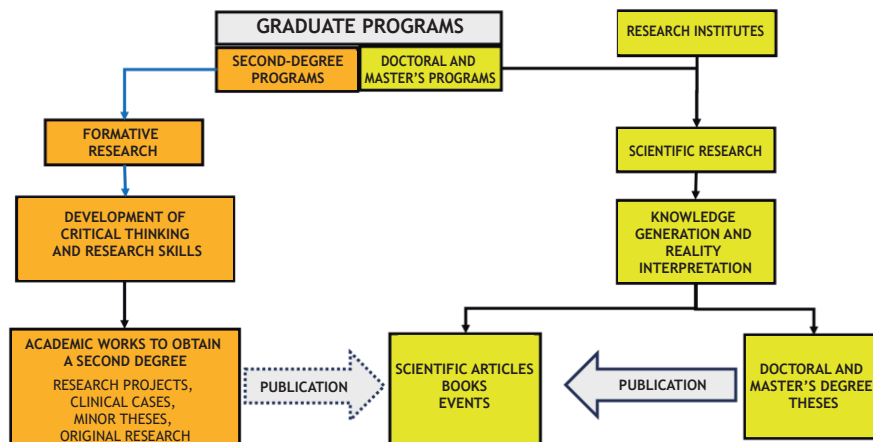 GRADUATE PROGRAMS
SECOND-DEGREE
PROGRAMS
DOCTORAL AND
MASTER'S PROGRAMS
RESEARCH INSTITUTES
FORMATIVE
RESEARCH
SCIENTIFIC RESEARCH
DEVELOPMENT OF
CRITICAL THINKING
AND RESEARCH SKILLS
KNOWLEDGE
GENERATION AND
REALITY
INTERPRETATION
ACADEMIC WORKS TO OBTAIN
A SECOND DEGREE
RESEARCH PROJECTS,
CLINICAL CASES,
MINOR THESES,
ORIGINAL RESEARCH
PUBLICATION
SCIENTIFIC ARTICLES
BOOKS
EVENTS
PUBLICATION
DOCTORAL AND
MASTER'S DEGREE
THESES